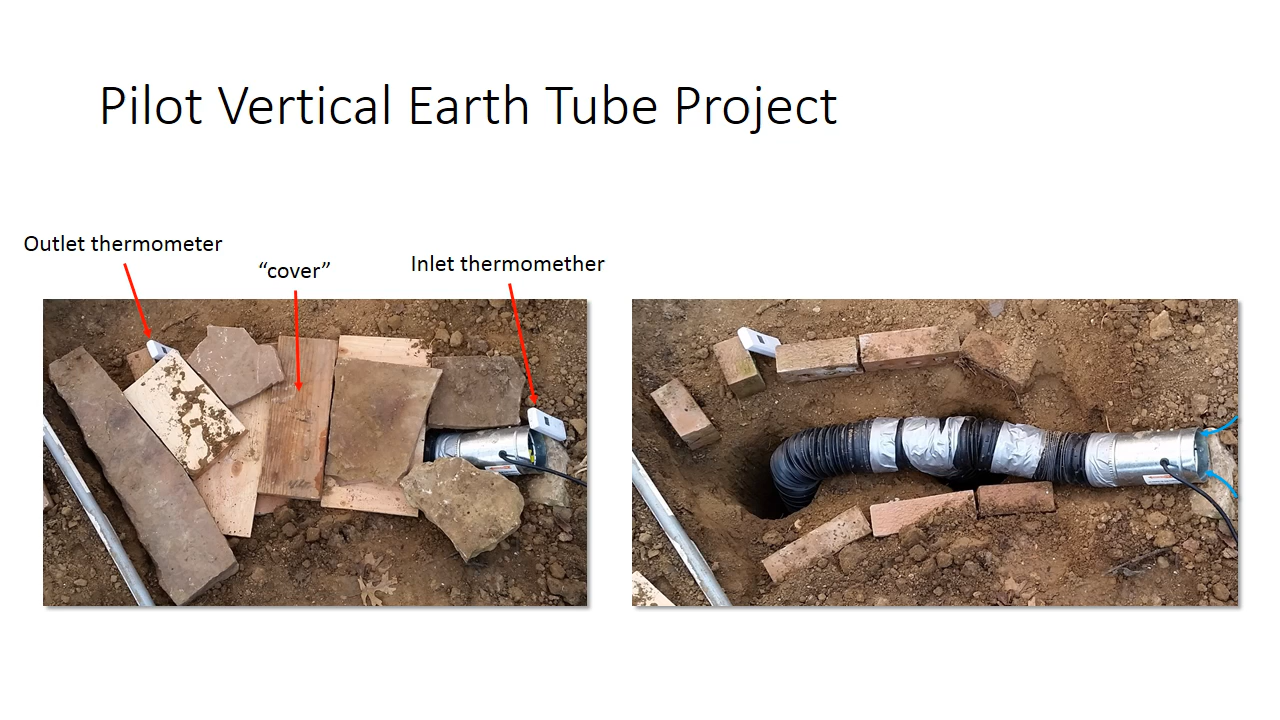 Pilot Vertical Earth Tube Project
Outlet thermometer
“cover”
Inlet thermomether